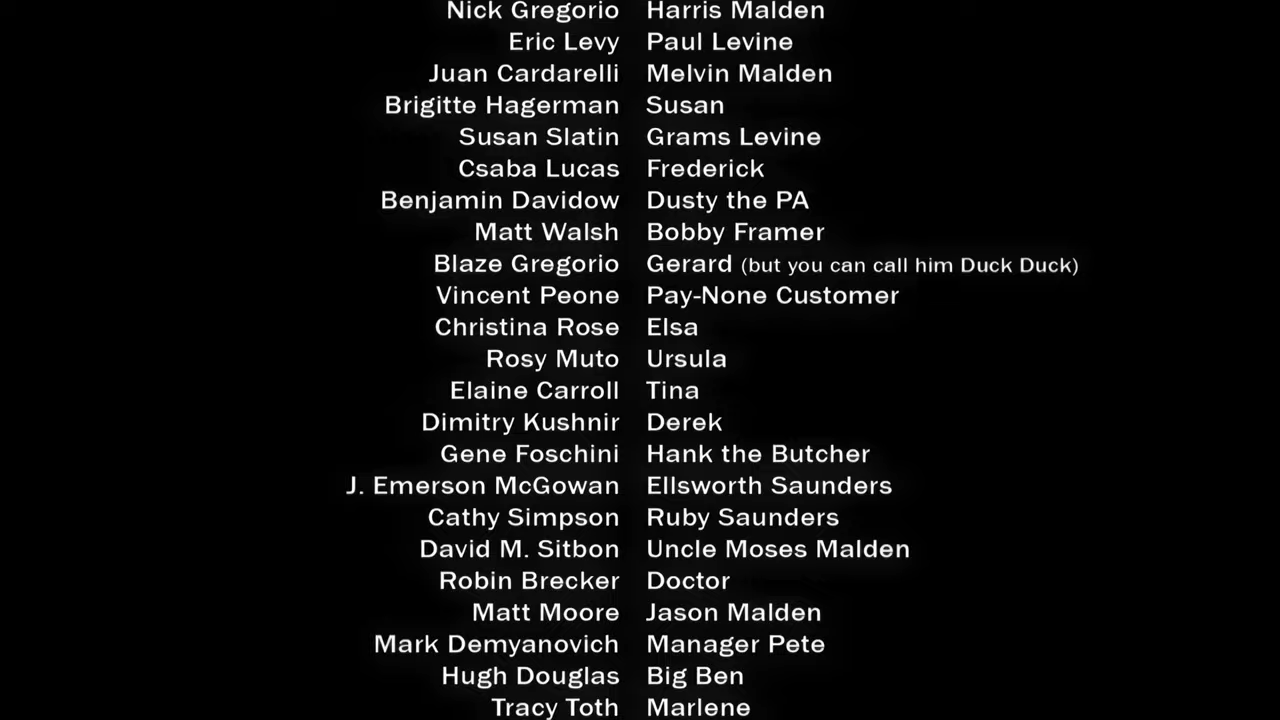 Nick Gregorio Harris Malden
Eric Levy Paul Levine
Juan Cardarelli Melvin Malden
Brigitte Hagerman Susan
Susan Slatin Grams Levine
Csaba Lucas Frederick
Benjamin Davidow Dusty the PA
Matt Walsh Bobby Framer
Blaze Gregorio Gerard (but you can call him Duck Duck)
Vincent Peone Pay-None Customer
Christina Rose Elsa
Rosy Muto Ursula
Elaine Carroll Tina
Dimitry Kushnir Derek
Gene Foschini Hank the Butcher
J. Emerson McGowan Ellsworth Saunders
Cathy Simpson Ruby Saunders
David M. Sitbon Uncle Moses Malden
Robin Brecker Doctor
Matt Moore Jason Malden
Mark Demyanovich Manager Pete
Hugh Douglas Big Ben
Tracy Toth Marlene